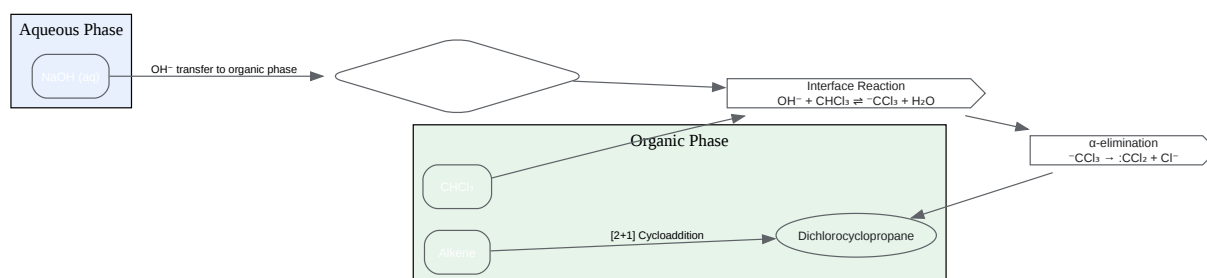 Aqueous Phase
NaOH (aq)
OH⁻ transfer to organic phase
Interface Reaction
OH⁻ + CHCl₃ ⇌ ⁻CCl₃ + H₂O
Organic Phase
α-elimination
⁻CCl₃ → :CCl₂ + Cl⁻
CHCl₃
Alkene
[2+1] Cycloaddition
Dichlorocyclopropane